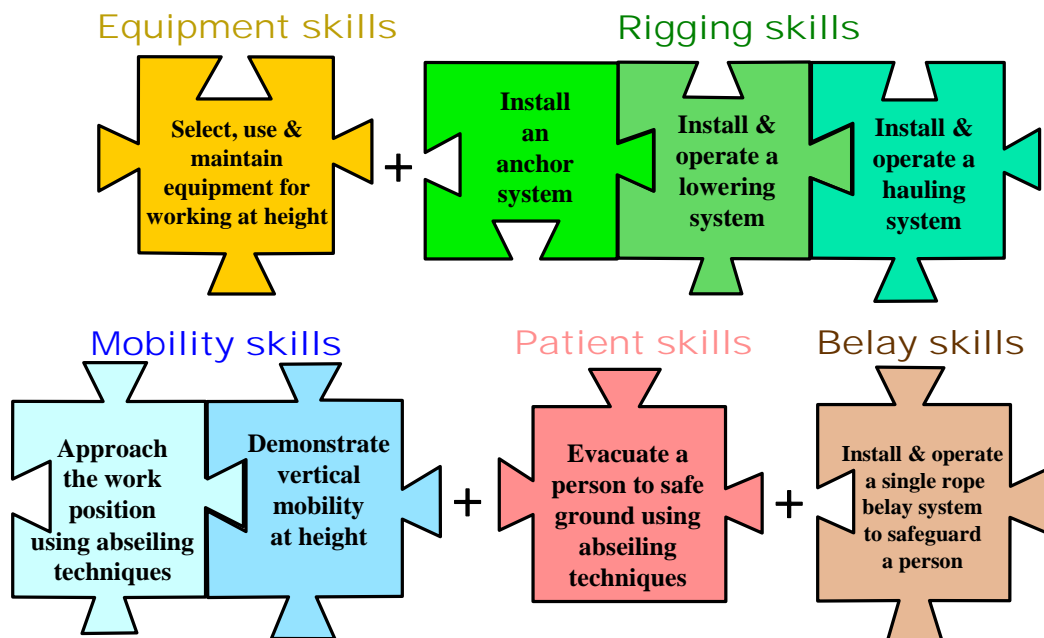 Equipment skills
Rigging skills
Select, use &
maintain
equipment for
working at height
+
Install
an
anchor
system
Install &
operate a
lowering
system
Install &
operate a
hauling
system
Mobility skills
Patient skills
Belay skills
Approach
the work
position
using abseiling
techniques
Demonstrate
vertical
mobility
at height
+
Evacuate a
person to safe
ground using
abseiling
techniques
+
Install & operate
a single rope
belay system
to safeguard
a person